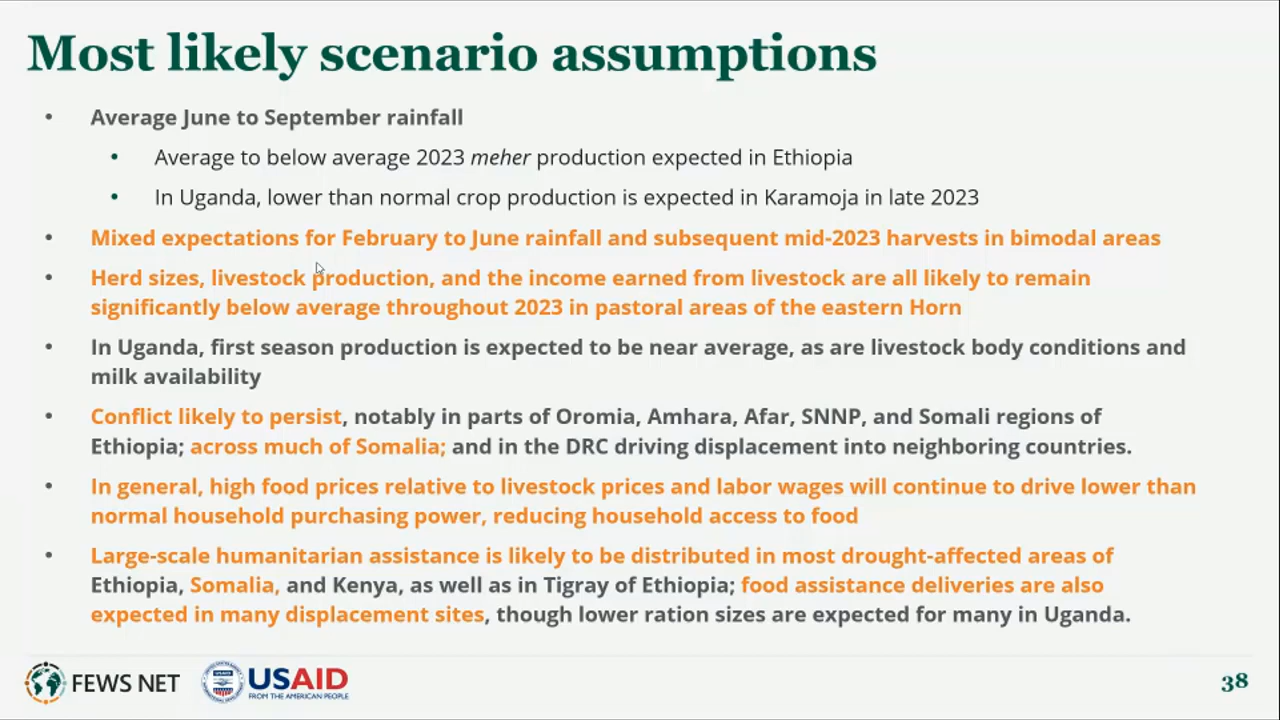 Most likely scenario assumptions
• Average June to September rainfall
• Average to below average 2023 meher production expected in Ethiopia
• In Uganda, lower than normal crop production is expected in Karamoja in late 2023
• Mixed expectations for February to June rainfall and subsequent mid-2023 harvests in bimodal areas
• Herd sizes, livestock production, and the income earned from livestock are all likely to remain
significantly below average throughout 2023 in pastoral areas of the eastern Horn
• In Uganda, first season production is expected to be near average, as are livestock body conditions and
milk availability
• Conflict likely to persist, notably in parts of Oromia, Amhara, Afar, SNNP, and Somali regions of
Ethiopia; across much of Somalia; and in the DRC driving displacement into neighboring countries.
• In general, high food prices relative to livestock prices and labor wages will continue to drive lower than
normal household purchasing power, reducing household access to food
• Large-scale humanitarian assistance is likely to be distributed in most drought-affected areas of
Ethiopia, Somalia, and Kenya, as well as in Tigray of Ethiopia; food assistance deliveries are also
expected in many displacement sites, though lower ration sizes are expected for many in Uganda.
FEWS NET
USAID
FROM THE AMERICAN PEOPLE
38